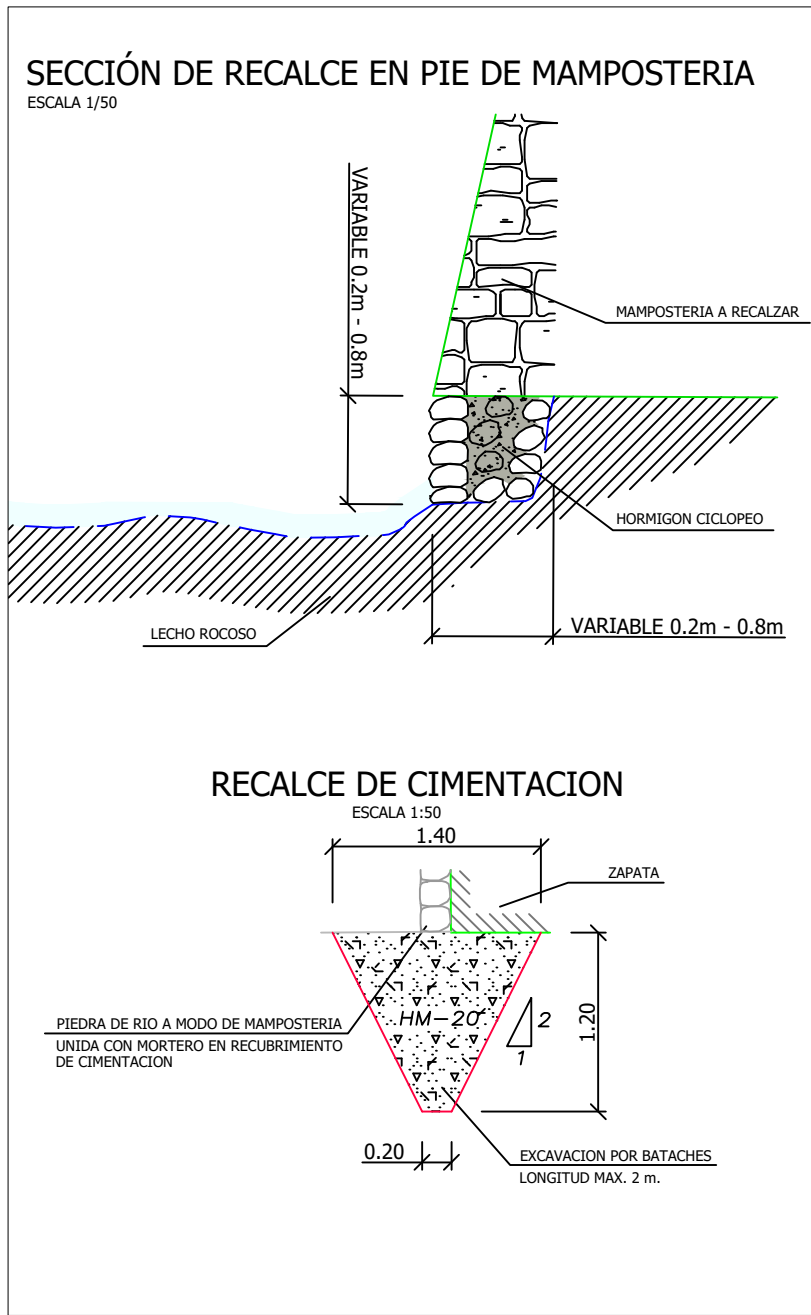 SECCIÓN DE RECALCE EN PIE DE MAMPOSTERIA
ESCALA 1/50
VARIABLE 0.2m - 0.8m
MAMPOSTERIA A RECALZAR
HORMIGON CICLOPEO
LECHO ROCOSO
VARIABLE 0.2m - 0.8m
RECALCE DE CIMENTACION
ESCALA 1:50
1.40
ZAPATA
PIEDRA DE RIO A MODO DE MAMPOSTERIA
UNIDA CON MORTERO EN RECUBRIMIENTO
DE CIMENTACION
HM-20
2
1
1.20
0.20
EXCAVACION POR BATACHES
LONGITUD MAX. 2 m.